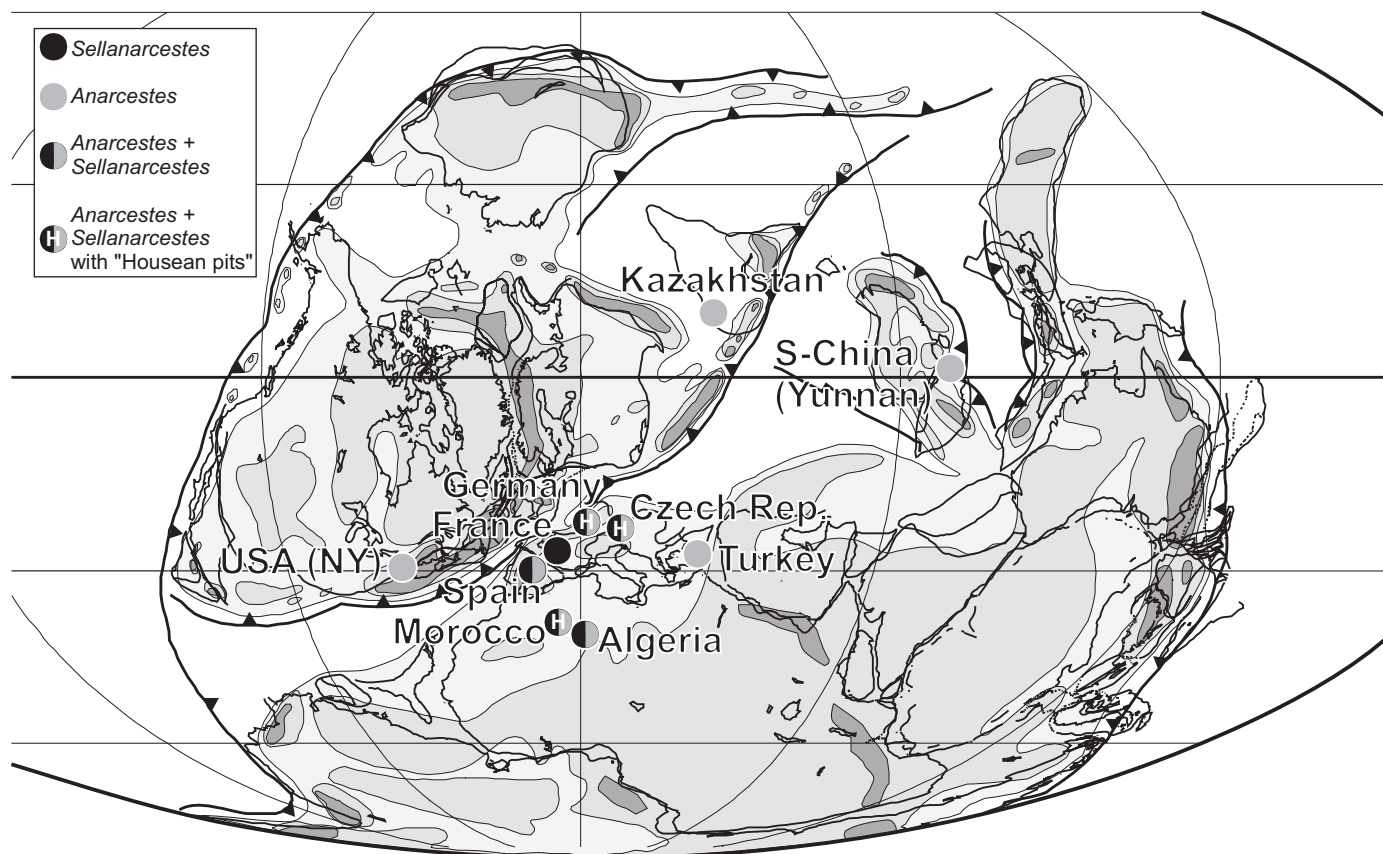 Sellanarcestes
Anarcestes
Anarcestes +
Sellanarcestes
Anarcestes +
Sellanarcestes
with "Housean pits"
H
Kazakhstan
S-China
(Yunnan)
Germany
H
Czech Rep.
H
France
USA (NY)
Turkey
Spain
Morocco
H
Algeria